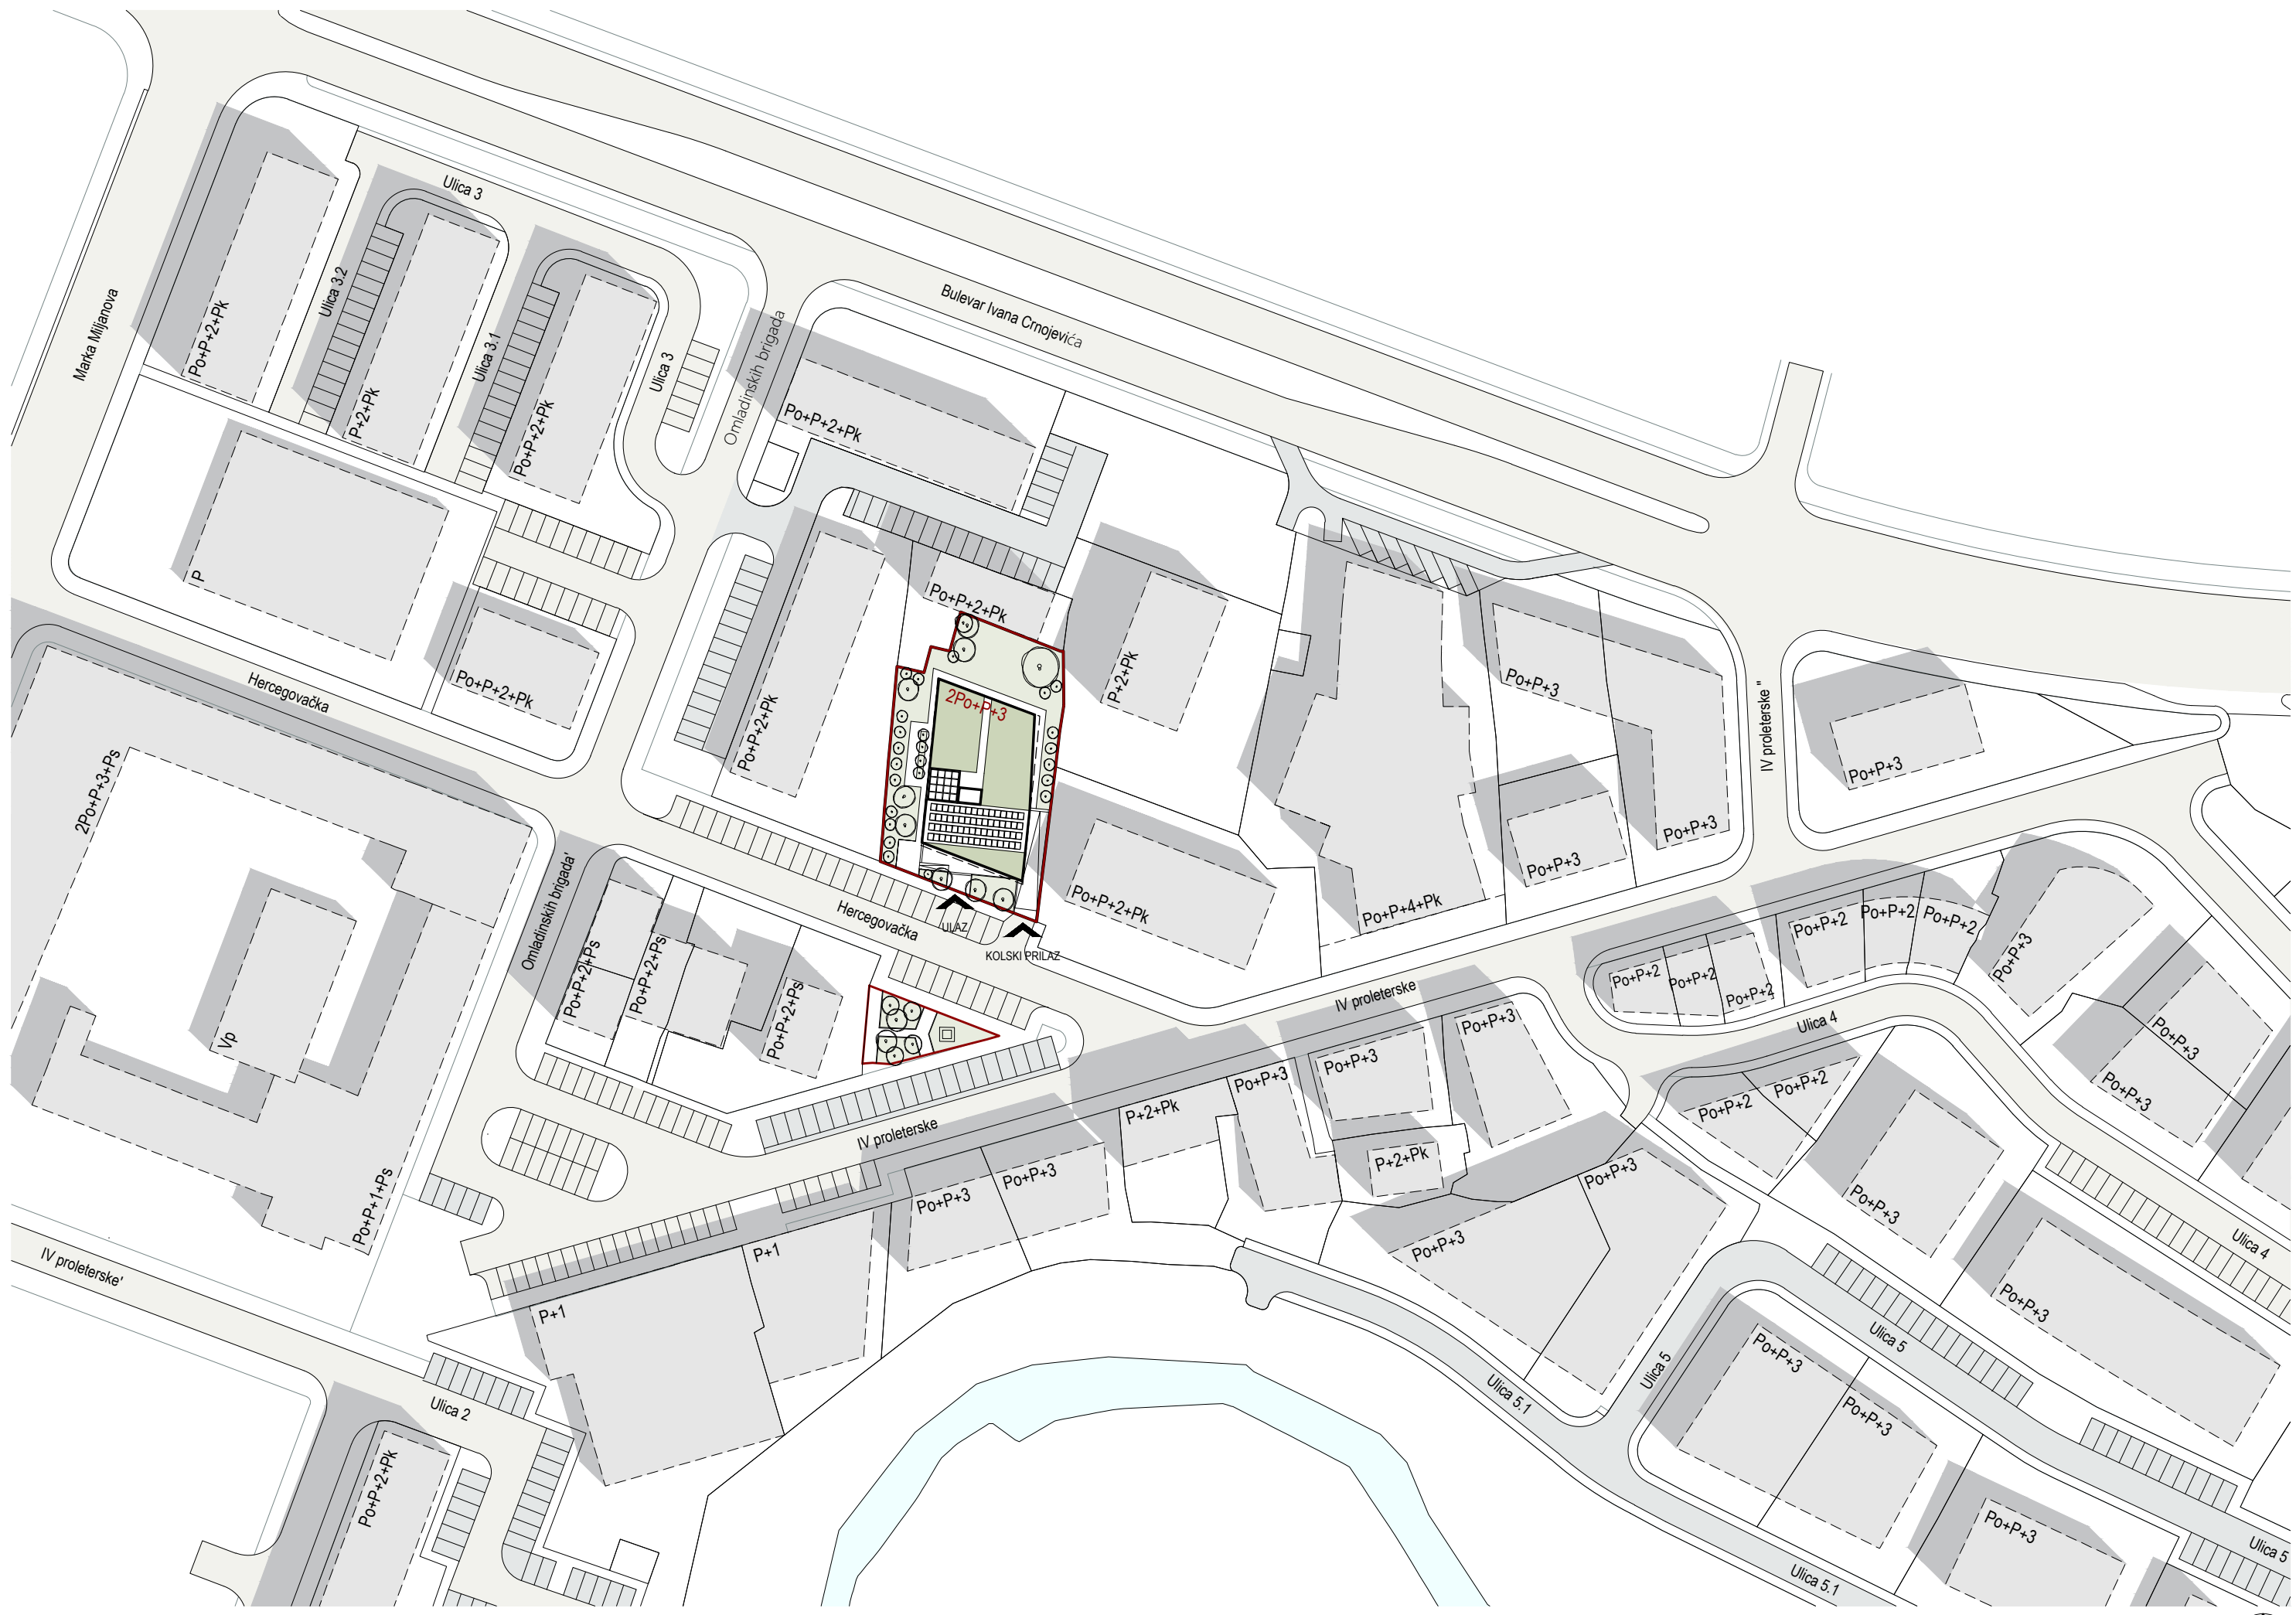 Ulica 3
Marka Miljanova
Ulica 3.2
Ulica 3.1
Ulica 3
Omladinskih brigada
Bulevar Ivana Crnojevića
Po+P+2+Pk
P+2+Pk
Po+P+2+Pk
Po+P+2+Pk
P
Po+P+2+Pk
Po+P+2+Pk
Po+P+2+Pk
P+2+Pk
2Po+P+3
Po+P+3
IV proleterske "
Po+P+3
Po+P+3
Po+P+3
Hercegovačka
2Po+P+3+Ps
Omladinskih brigada'
Hercegovačka
ULAZ
KOLSKI PRILAZ
Po+P+2+Pk
Po+P+4+Pk
Po+P+2
Po+P+2
Po+P+2
Po+P+3
Po+P+2
Po+P+2
Po+P+2
Po+P+2+Ps
Po+P+2+Ps
Po+P+2+Ps
Vp
IV proleterske
Ulica 4
Po+P+3
Po+P+3
Po+P+3
Po+P+3
Po+P+3
P+2+Pk
Po+P+2
Po+P+2
IV proleterske
P+2+Pk
Po+P+3
Po+P+3
Po+P+3
Po+P+3
Po+P+3
Ulica 4
Po+P+1+Ps
IV proleterske'
P+1
P+1
Po+P+3
Ulica 5
Ulica 5
Po+P+3
Po+P+3
Ulica 5.1
Ulica 2
Po+P+2+Pk
Po+P+3
Ulica 5
Ulica 5.1